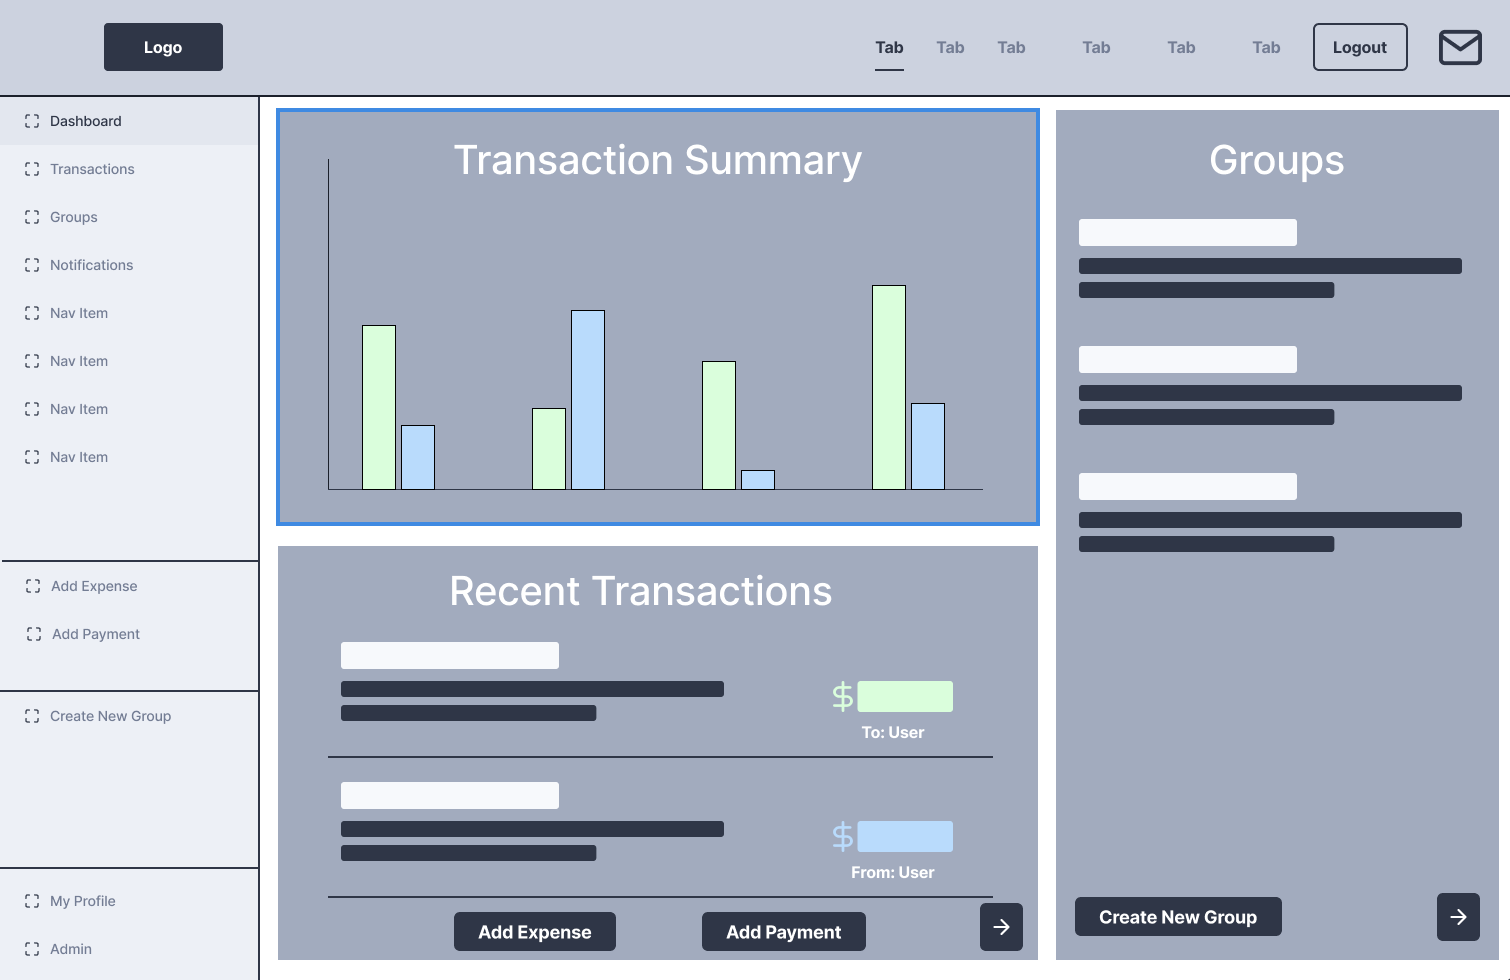 Logo
Tab Tab Tab Tab Tab Tab Logout
Dashboard
Transactions
Groups
Notifications
Nav Item
Nav Item
Nav Item
Nav Item
Add Expense
Add Payment
Create New Group
My Profile
Admin
Transaction Summary
Recent Transactions
$
To: User
$
From: User
Add Expense Add Payment
Groups
Create New Group